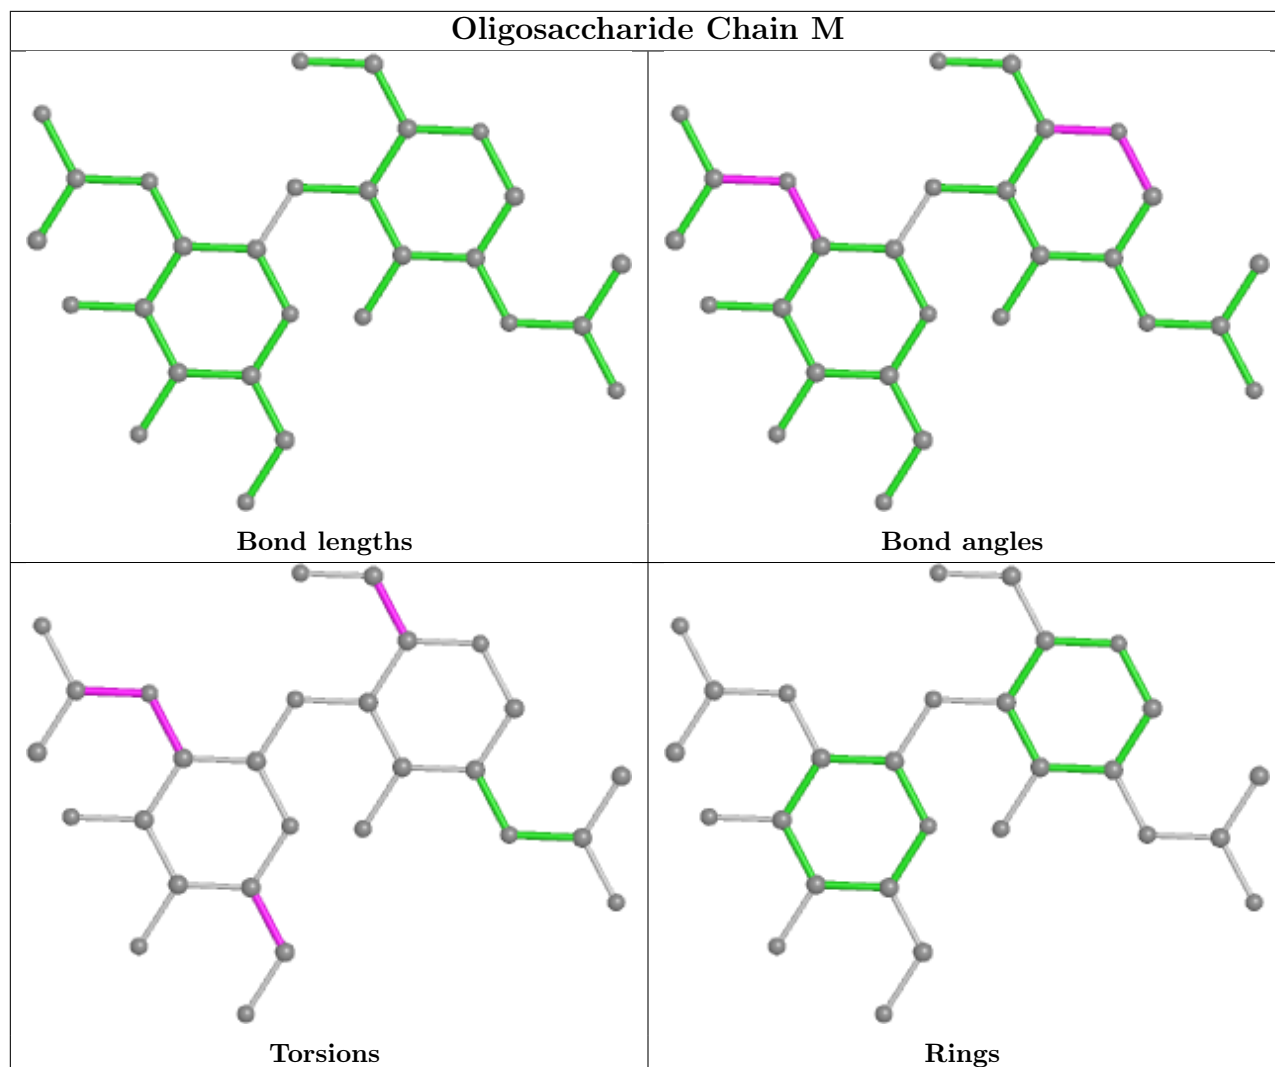 Oligosaccharide Chain M
Bond lengths
Bond angles
Torsions
Rings